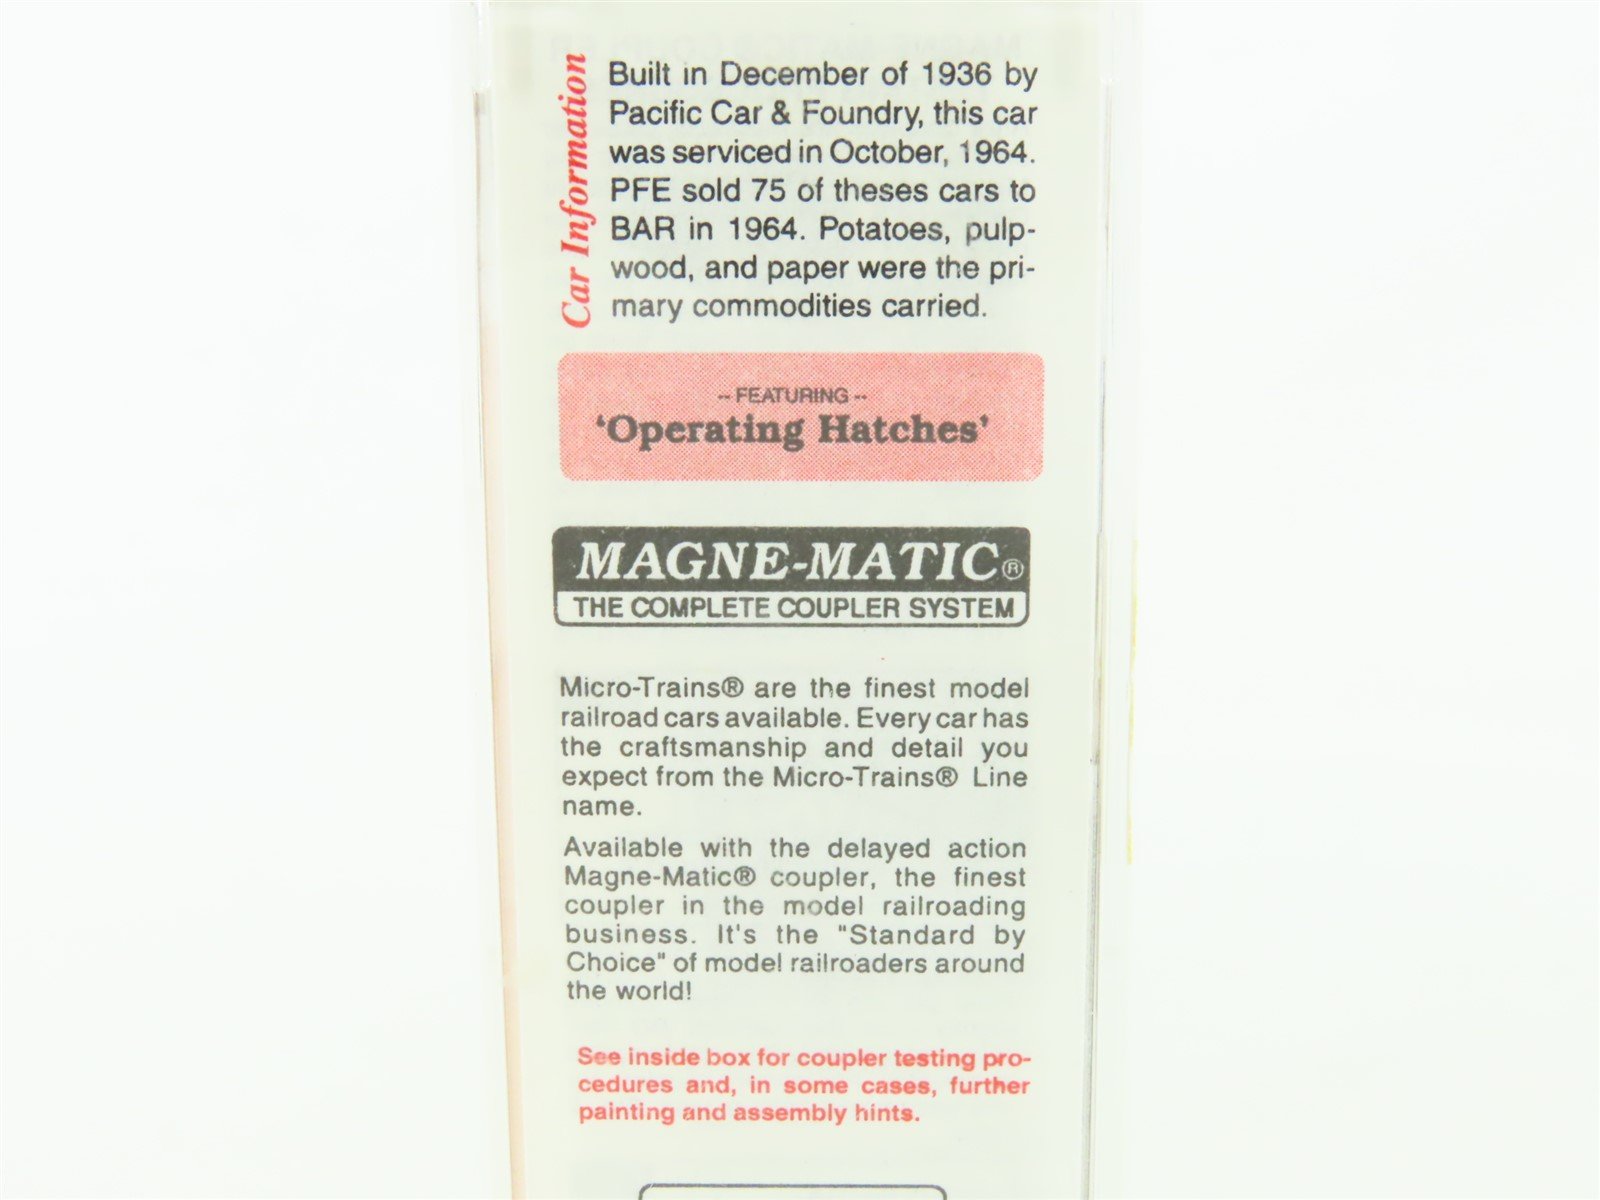 Car Information
Built in December of 1936 by
Pacific Car & Foundry, this car
was serviced in October, 1964.
PFE sold 75 of theses cars to
BAR in 1964. Potatoes, pulp-
wood, and paper were the pri-
mary commodities carried.
-- FEATURING --
‘Operating Hatches’
MAGNE-MATIC®
THE COMPLETE COUPLER SYSTEM
Micro-Trains® are the finest model
railroad cars available. Every car has
the craftsmanship and detail you
expect from the Micro-Trains® Line
name.
Available with the delayed action
Magne-Matic® coupler, the finest
coupler in the model railroading
business. It's the "Standard by
Choice" of model railroaders around
the world!
See inside box for coupler testing pro-
cedures and, in some cases, further
painting and assembly hints.